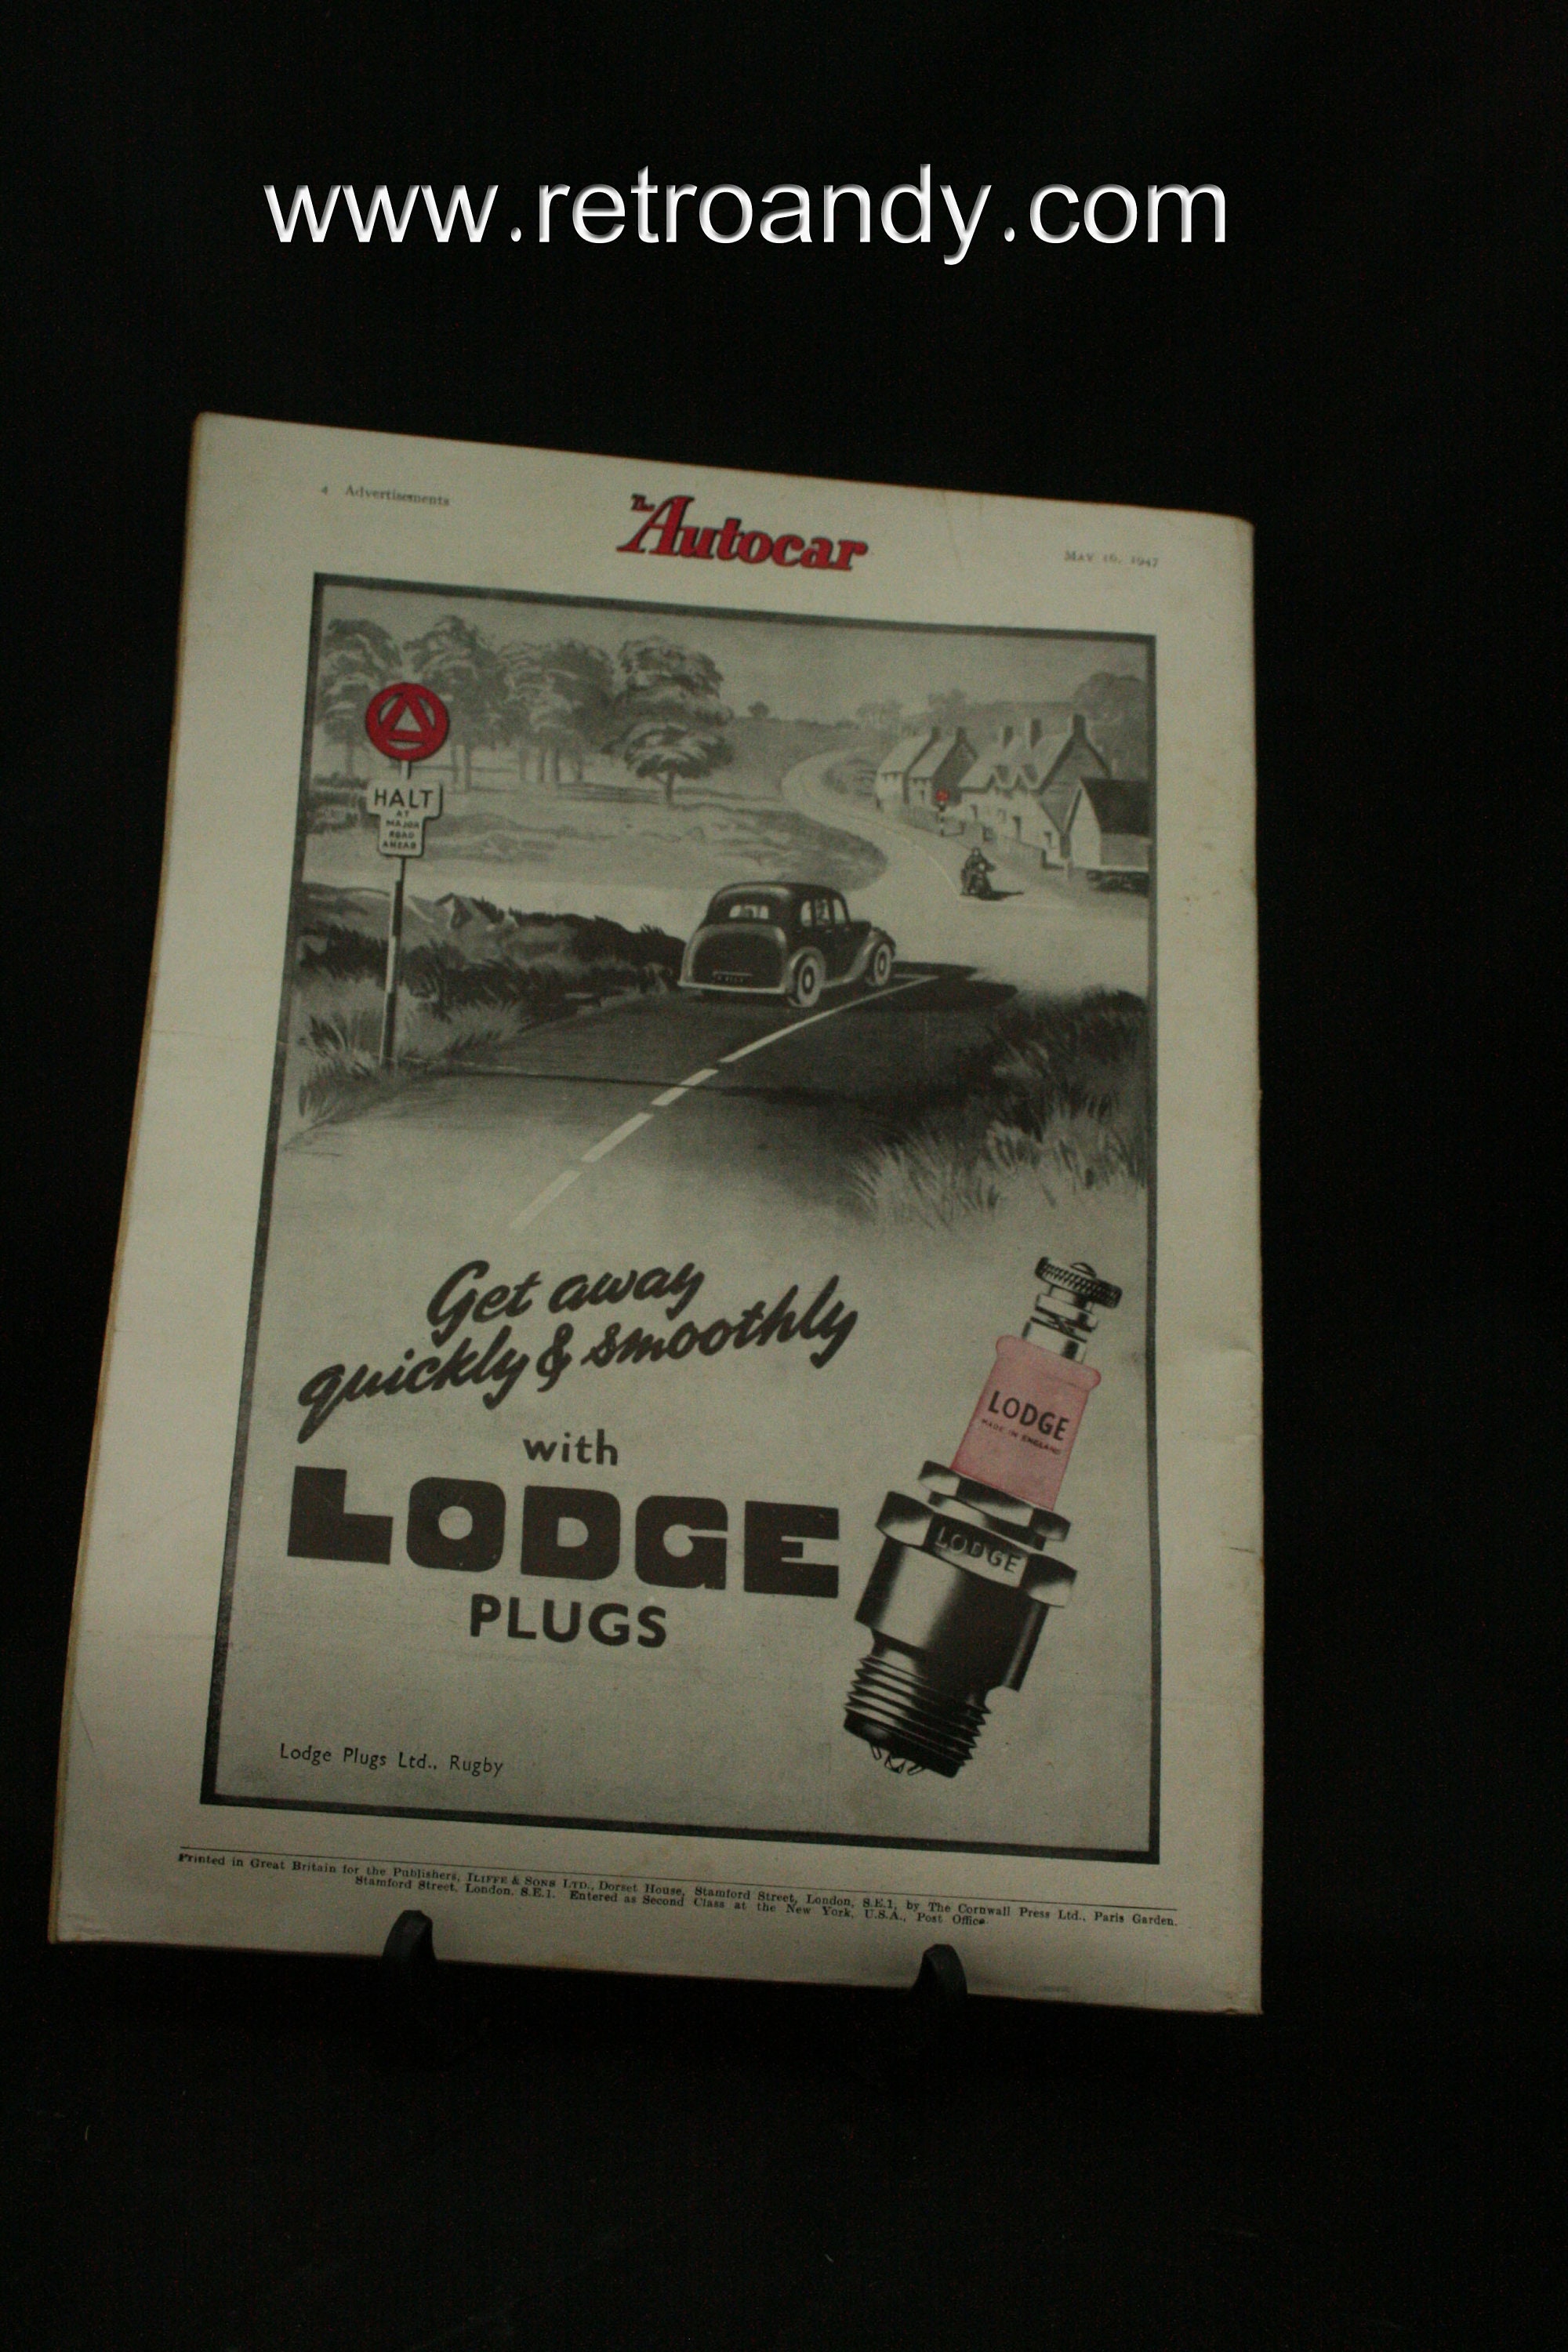 www.retroandy.com
4 Advertisements
The Autocar
May 16, 1947
HALT
AT
MAJOR
ROAD
AHEAD
Get away
quickly & smoothly
with
LODGE
PLUGS
LODGE
MADE IN ENGLAND
LODGE
Lodge Plugs Ltd., Rugby
Printed in Great Britain for the Publishers, ILIFFE & SONS LTD., Dorset House, Stamford Street, London, S.E.1, by The Cornwall Press Ltd., Paris Garden,
Stamford Street, London, S.E.1. Entered as Second Class at the New York, U.S.A., Post Office